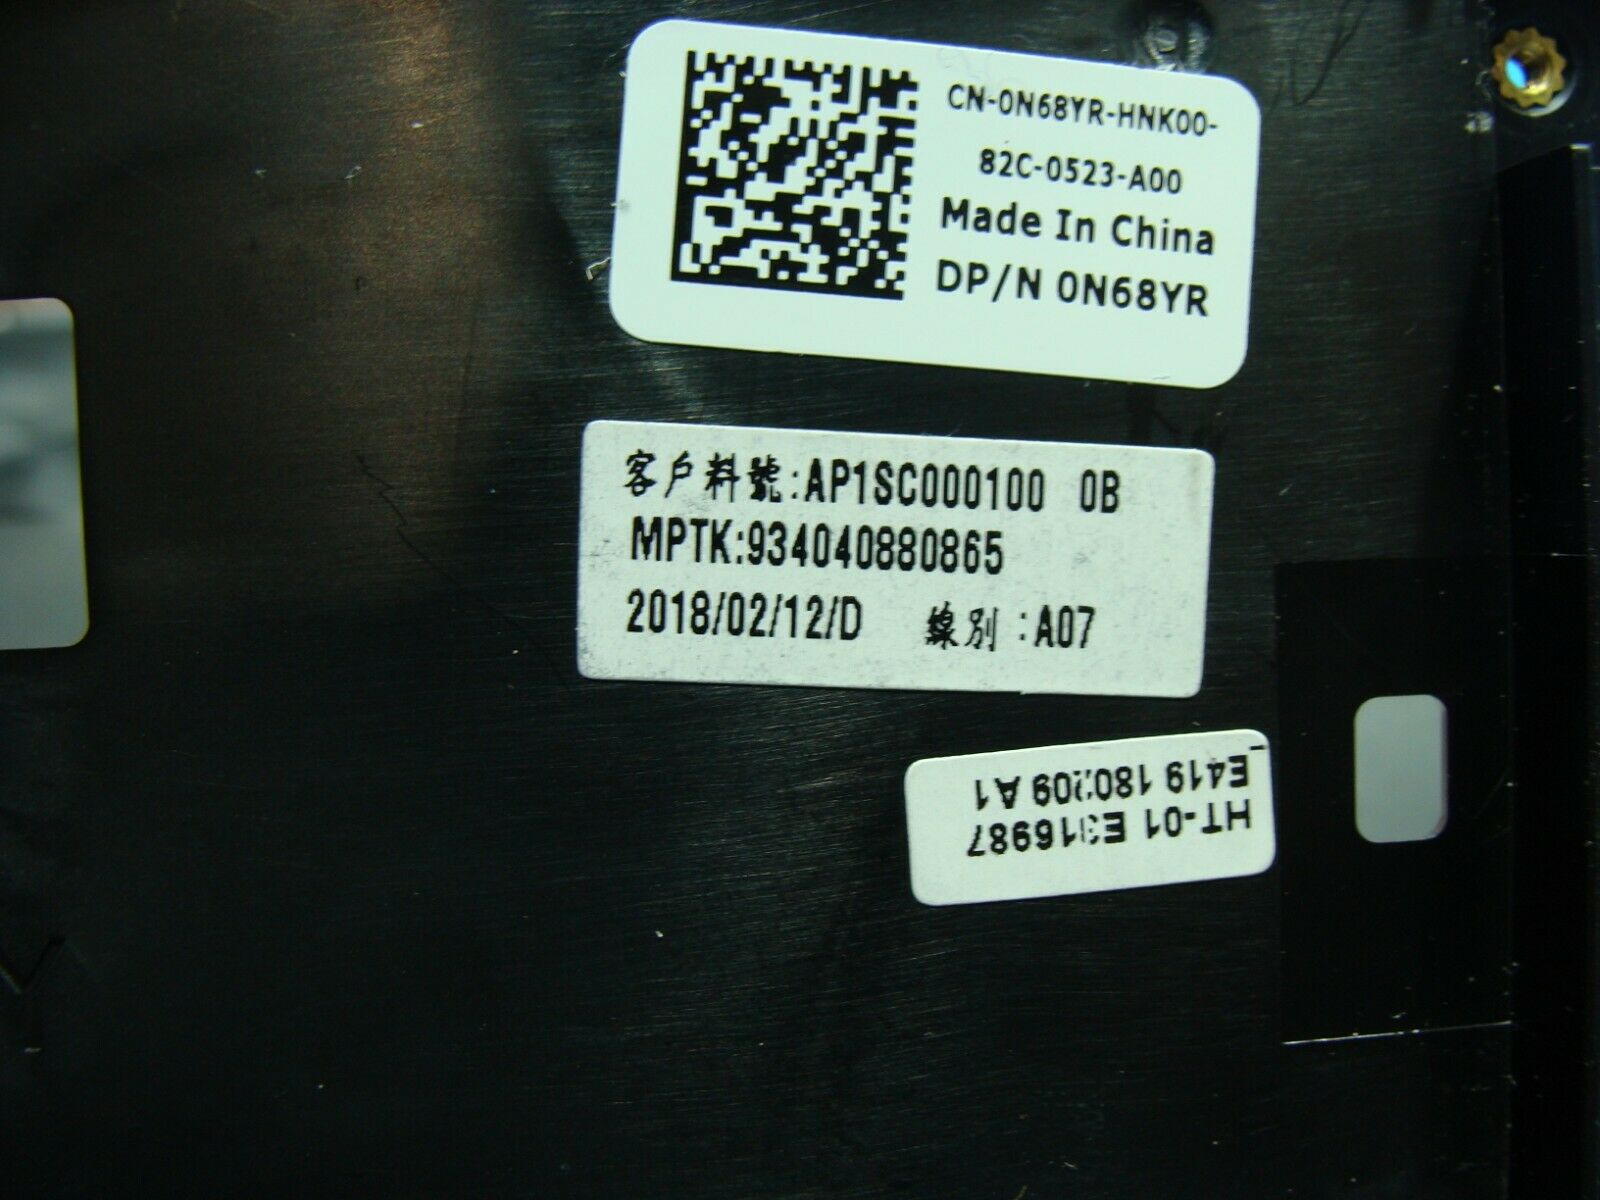 CN-0N68YR-HNK00-
82C-0523-A00
Made In China
DP/N 0N68YR
客戶料號:AP1SC000100 0B
MPTK:934040880865
2018/02/12/D 線別:A07
HT-01 E316987
E419 180209 A1